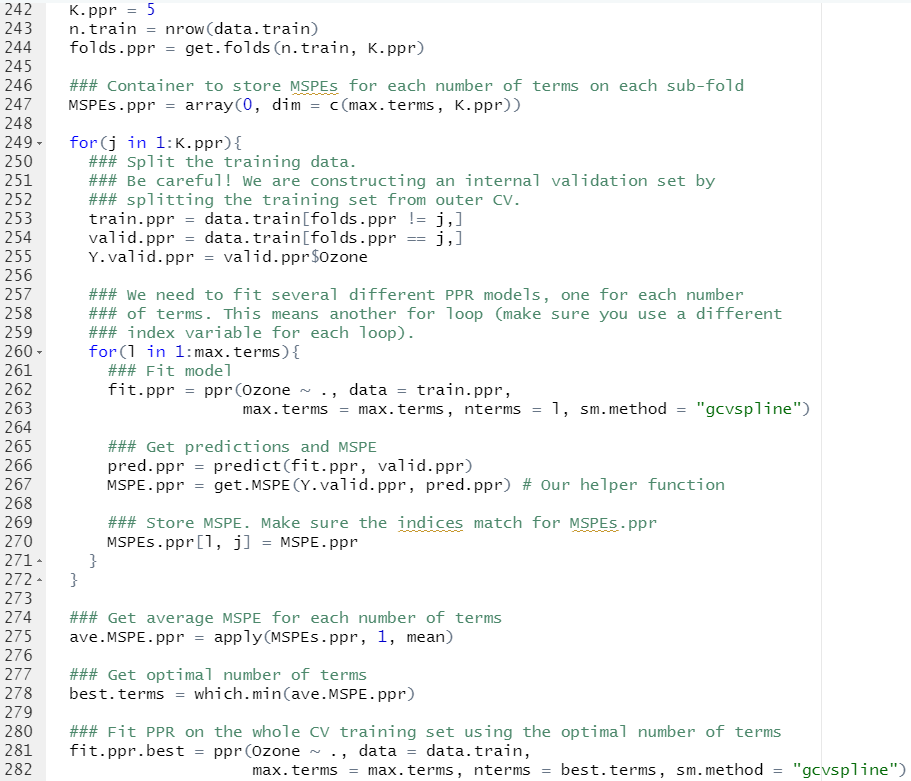 242 K.ppr = 5
243 n.train = nrow(data.train)
244 folds.ppr = get.folds(n.train, K.ppr)
245
246 ### Container to store MSPEs for each number of terms on each sub-fold
247 MSPEs.ppr = array(0, dim = c(max.terms, K.ppr))
248
249 for(j in 1:K.ppr){
250 ### Split the training data.
251 ### Be careful! We are constructing an internal validation set by
252 ### splitting the training set from outer CV.
253 train.ppr = data.train[folds.ppr != j,]
254 valid.ppr = data.train[folds.ppr == j,]
255 Y.valid.ppr = valid.ppr$Ozone
256
257 ### We need to fit several different PPR models, one for each number
258 ### of terms. This means another for loop (make sure you use a different
259 ### index variable for each loop).
260 for(l in 1:max.terms){
261 ### Fit model
262 fit.ppr = ppr(Ozone ~ ., data = train.ppr,
263 max.terms = max.terms, nterms = l, sm.method = "gcvspline")
264
265 ### Get predictions and MSPE
266 pred.ppr = predict(fit.ppr, valid.ppr)
267 MSPE.ppr = get.MSPE(Y.valid.ppr, pred.ppr) # Our helper function
268
269 ### Store MSPE. Make sure the indices match for MSPEs.ppr
270 MSPEs.ppr[l, j] = MSPE.ppr
271 }
272 }
273
274 ### Get average MSPE for each number of terms
275 ave.MSPE.ppr = apply(MSPEs.ppr, 1, mean)
276
277 ### Get optimal number of terms
278 best.terms = which.min(ave.MSPE.ppr)
279
280 ### Fit PPR on the whole CV training set using the optimal number of terms
281 fit.ppr.best = ppr(Ozone ~ ., data = data.train,
282 max.terms = max.terms, nterms = best.terms, sm.method = "gcvspline")